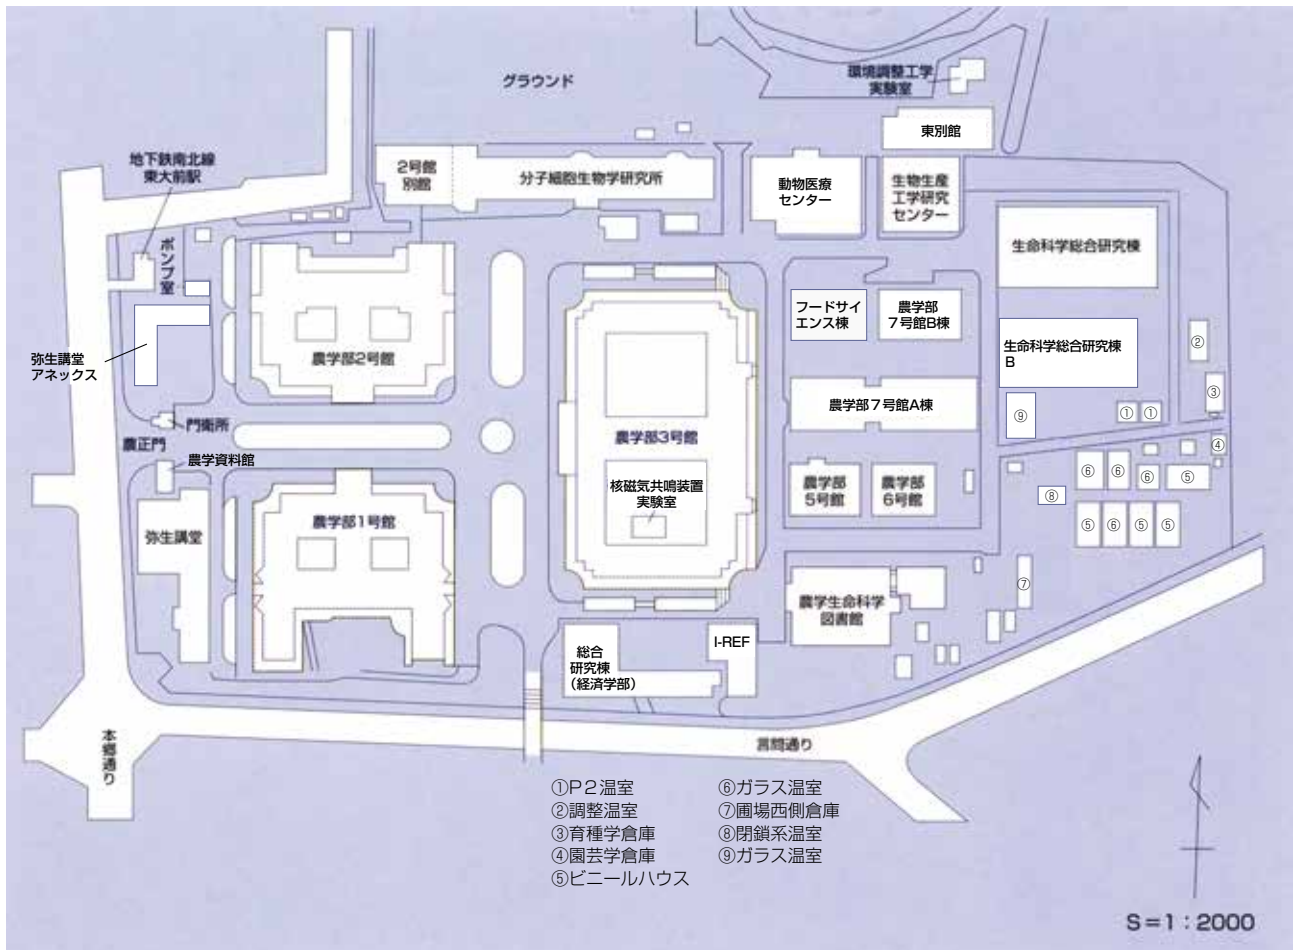 グラウンド
環境調整工学
実験室
東別館
地下鉄南北線
東大前駅
2号館
別館
分子細胞生物学研究所
動物医療
センター
生物生産
工学研究
センター
ポンプ室
生命科学総合研究棟
フードサイ
エンス棟
農学部
７号館B棟
農学部2号館
弥生講堂
アネックス
生命科学総合研究棟
B
②
③
農学部７号館A棟
⑨
①
①
門衛所
農正門
農学部3号館
④
農学資料館
核磁気共鳴装置
実験室
農学部
5号館
農学部
6号館
⑥
⑥
⑥
⑤
⑧
弥生講堂
農学部1号館
⑤
⑥
⑤
⑤
⑦
農学生命科学
図書館
総合
研究棟
（経済学部）
I-REF
本郷通り
言問通り
①P２温室
②調整温室
③育種学倉庫
④園芸学倉庫
⑤ビニールハウス
⑥ガラス温室
⑦圃場西側倉庫
⑧閉鎖系温室
⑨ガラス温室
S=1：2000